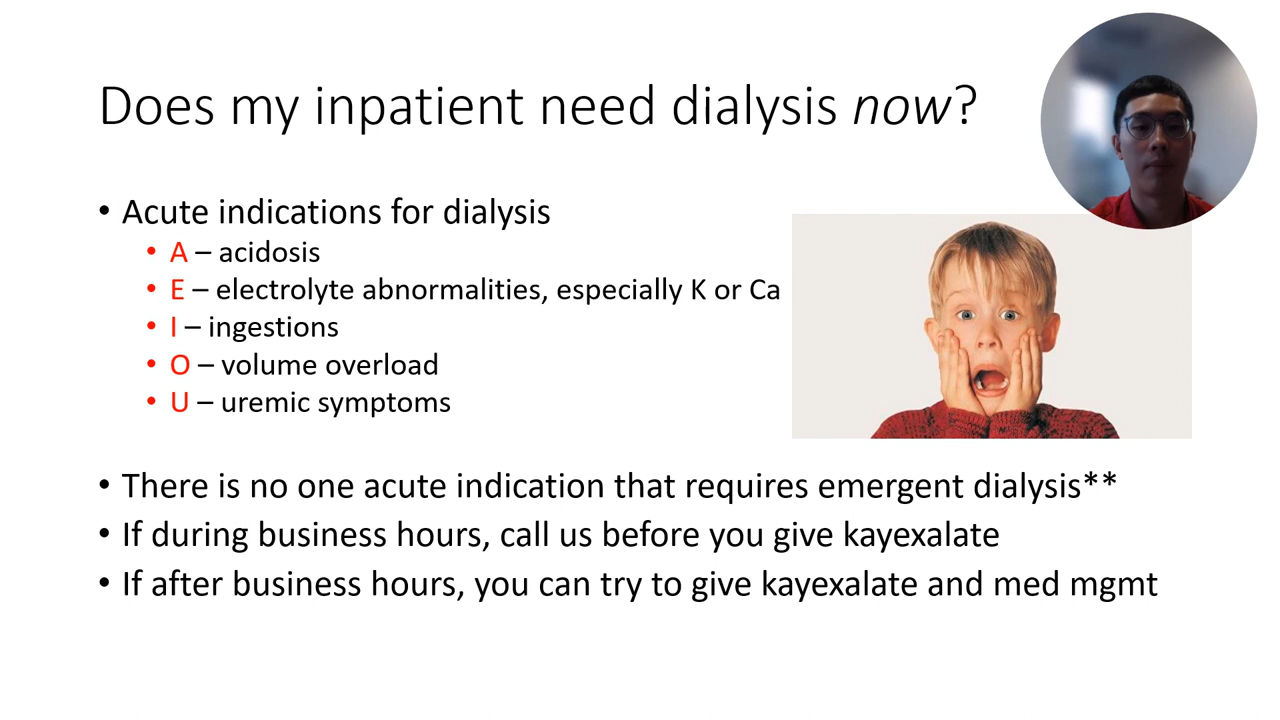 Does my inpatient need dialysis now?
• Acute indications for dialysis
• A – acidosis
• E – electrolyte abnormalities, especially K or Ca
• I – ingestions
• O – volume overload
• U – uremic symptoms
• There is no one acute indication that requires emergent dialysis**
• If during business hours, call us before you give kayexalate
• If after business hours, you can try to give kayexalate and med mgmt